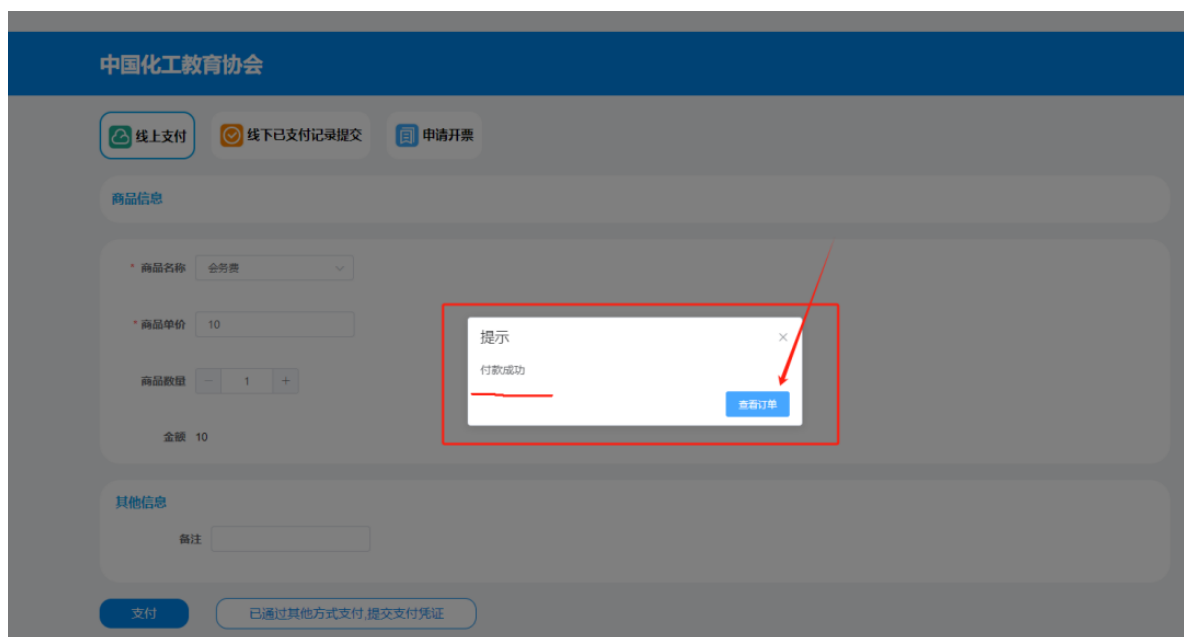 中国化工教育协会
线上支付 线下已支付记录提交 申请开票
商品信息
* 商品名称 会务费
* 商品单价 10
提示
付款成功
商品数量 − 1 +
查看订单
金额 10
其他信息
备注
支付 已通过其他方式支付,提交支付凭证